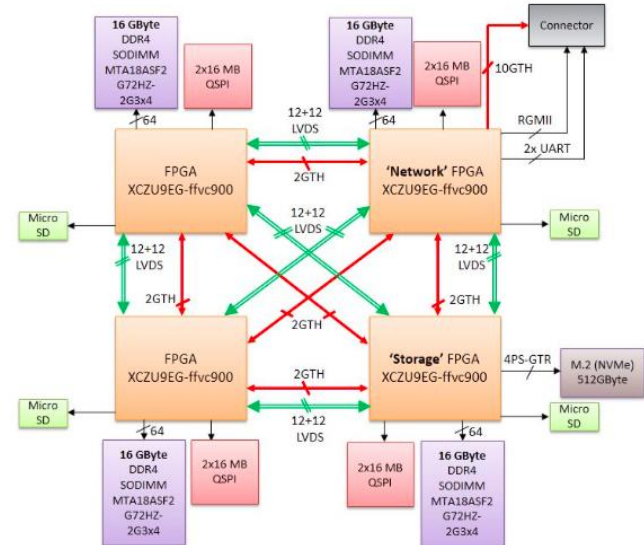 16 GByte
DDR4
SODIMM
MTA18ASF2
G72HZ-
2G3x4
2x16 MB
QSPI
16 GByte
DDR4
SODIMM
MTA18ASF2
G72HZ-
2G3x4
2x16 MB
QSPI
Connector
10GTH
64
64
12+12
LVDS
RGMII
2x UART
FPGA
XCZU9EG-ffvc900
2GTH
'Network' FPGA
XCZU9EG-ffvc900
Micro
SD
12+12
LVDS
12+12
LVDS
12+12
LVDS
Micro
SD
2GTH
2GTH
2GTH
FPGA
XCZU9EG-ffvc900
2GTH
'Storage' FPGA
XCZU9EG-ffvc900
4PS-GTR
M.2 (NVMe)
512GByte
Micro
SD
12+12
LVDS
Micro
SD
64
64
16 GByte
DDR4
SODIMM
MTA18ASF2
G72HZ-
2G3x4
2x16 MB
QSPI
2x16 MB
QSPI
16 GByte
DDR4
SODIMM
MTA18ASF2
G72HZ-
2G3x4